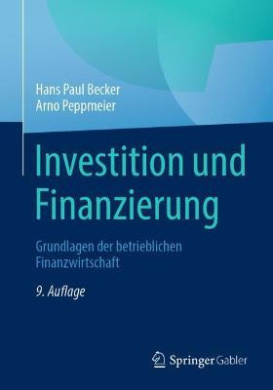 Hans Paul Becker
Arno Peppmeier
Investition und
Finanzierung
Grundlagen der betrieblichen
Finanzwirtschaft
9. Auflage
Springer Gabler